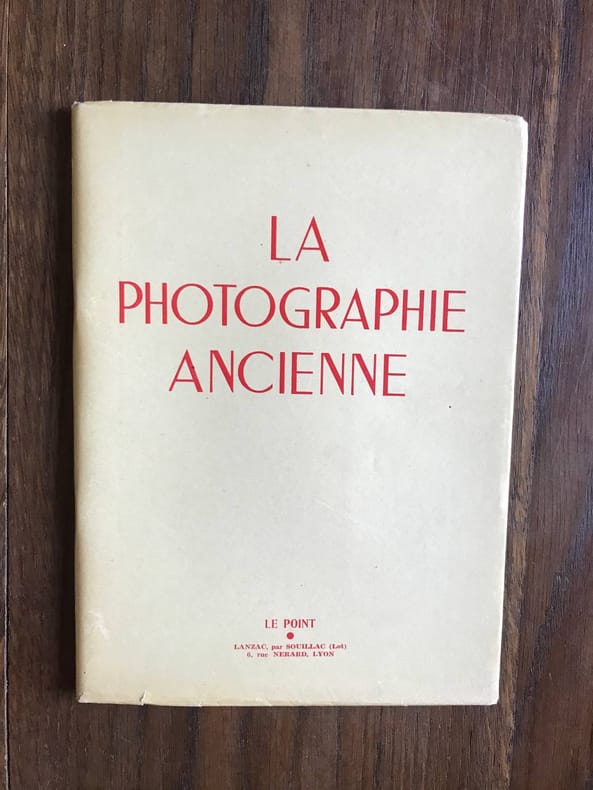 LA
PHOTOGRAPHIE
ANCIENNE
LE POINT
LANZAC, par SOUILLAC (Lot)
6, rue NERARD, LYON